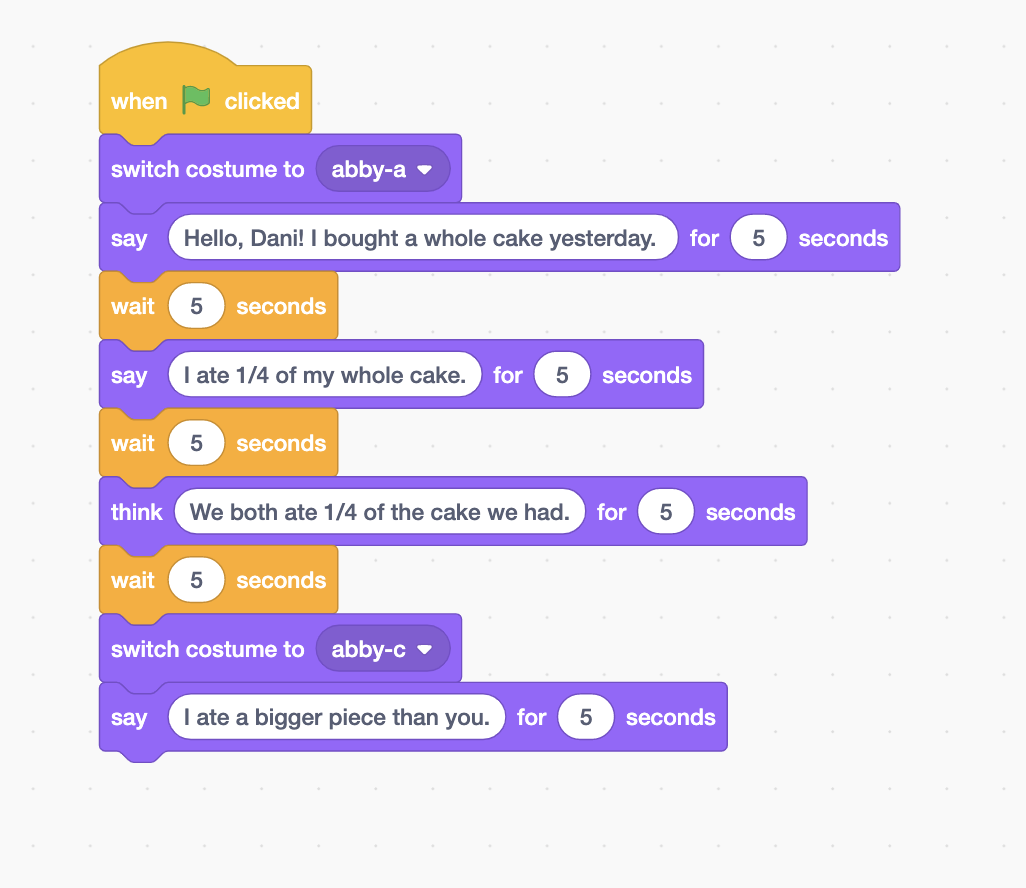 when clicked
switch costume to abby-a
say Hello, Dani! I bought a whole cake yesterday. for 5 seconds
wait 5 seconds
say I ate 1/4 of my whole cake. for 5 seconds
wait 5 seconds
think We both ate 1/4 of the cake we had. for 5 seconds
wait 5 seconds
switch costume to abby-c
say I ate a bigger piece than you. for 5 seconds